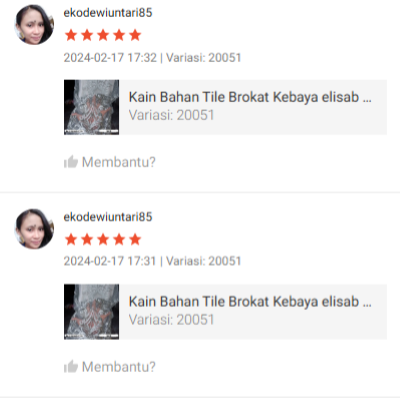 ekodewiuntari85
2024-02-17 17:32 | Variasi: 20051
Kain Bahan Tile Brokat Kebaya elisab ...
Variasi: 20051
Membantu?
ekodewiuntari85
2024-02-17 17:31 | Variasi: 20051
Kain Bahan Tile Brokat Kebaya elisab ...
Variasi: 20051
Membantu?